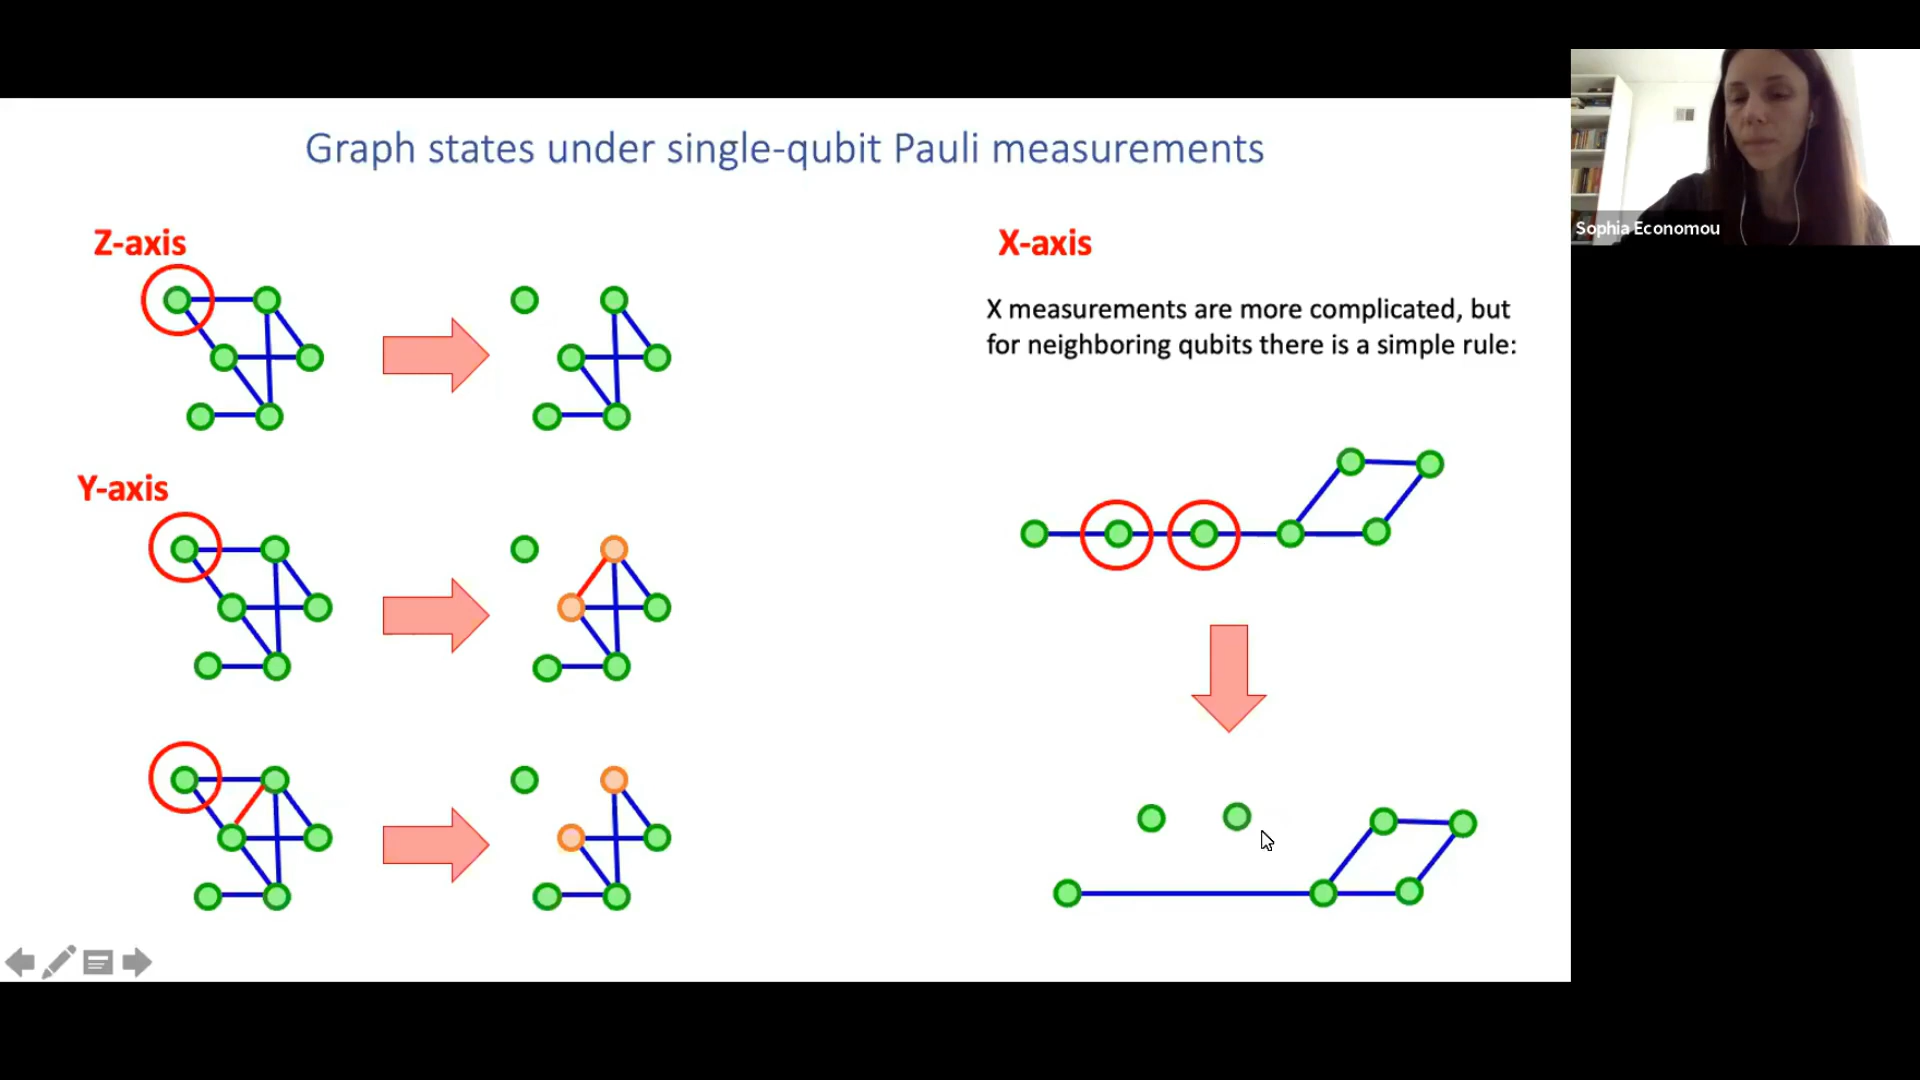 Graph states under single-qubit Pauli measurements
Z-axis
Y-axis
X-axis
X measurements are more complicated, but
for neighboring qubits there is a simple rule:
Sophia Economou